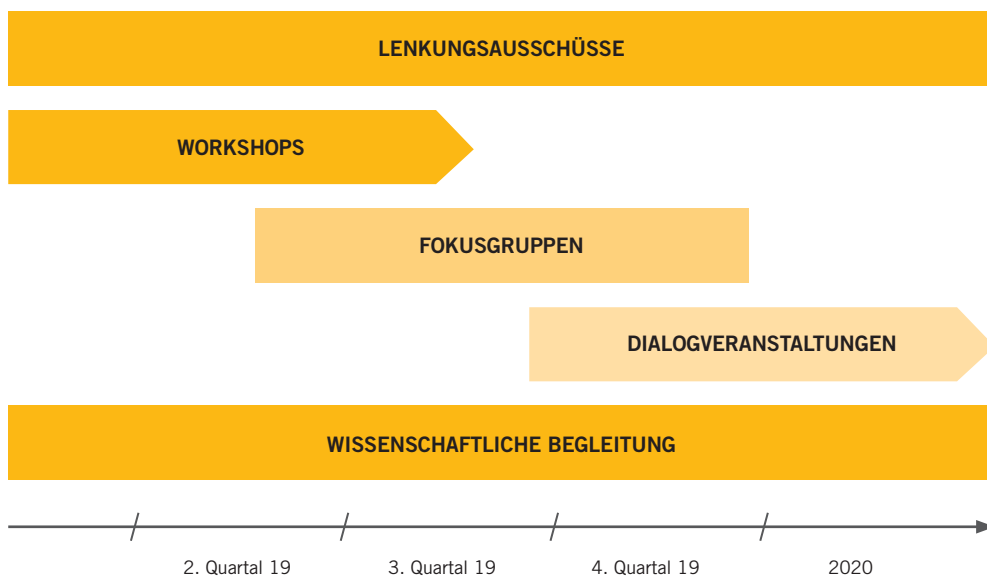 LENKUNGSAUSSCHÜSSE
WORKSHOPS
FOKUSGRUPPEN
DIALOGVERANSTALTUNGEN
WISSENSCHAFTLICHE BEGLEITUNG
2. Quartal 19 3. Quartal 19 4. Quartal 19 2020